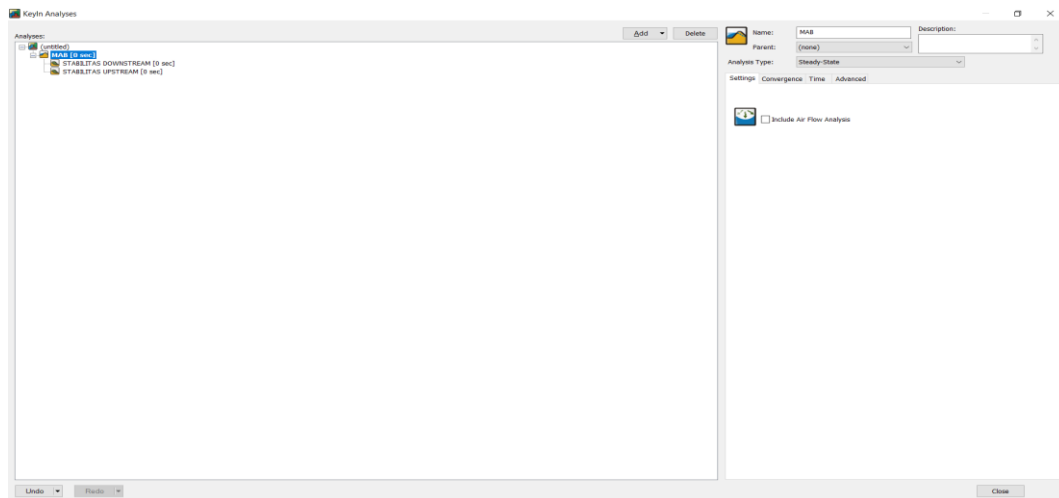 KeyIn Analyses
Analyses:
Add
Delete
(untitled)
MAB [0 sec]
STABILITAS DOWNSTREAM [0 sec]
STABILITAS UPSTREAM [0 sec]
Name:
MAB
Description:
Parent:
(none)
Analysis Type:
Steady-State
Settings Convergence Time Advanced
Include Air Flow Analysis
Undo
Redo
Close